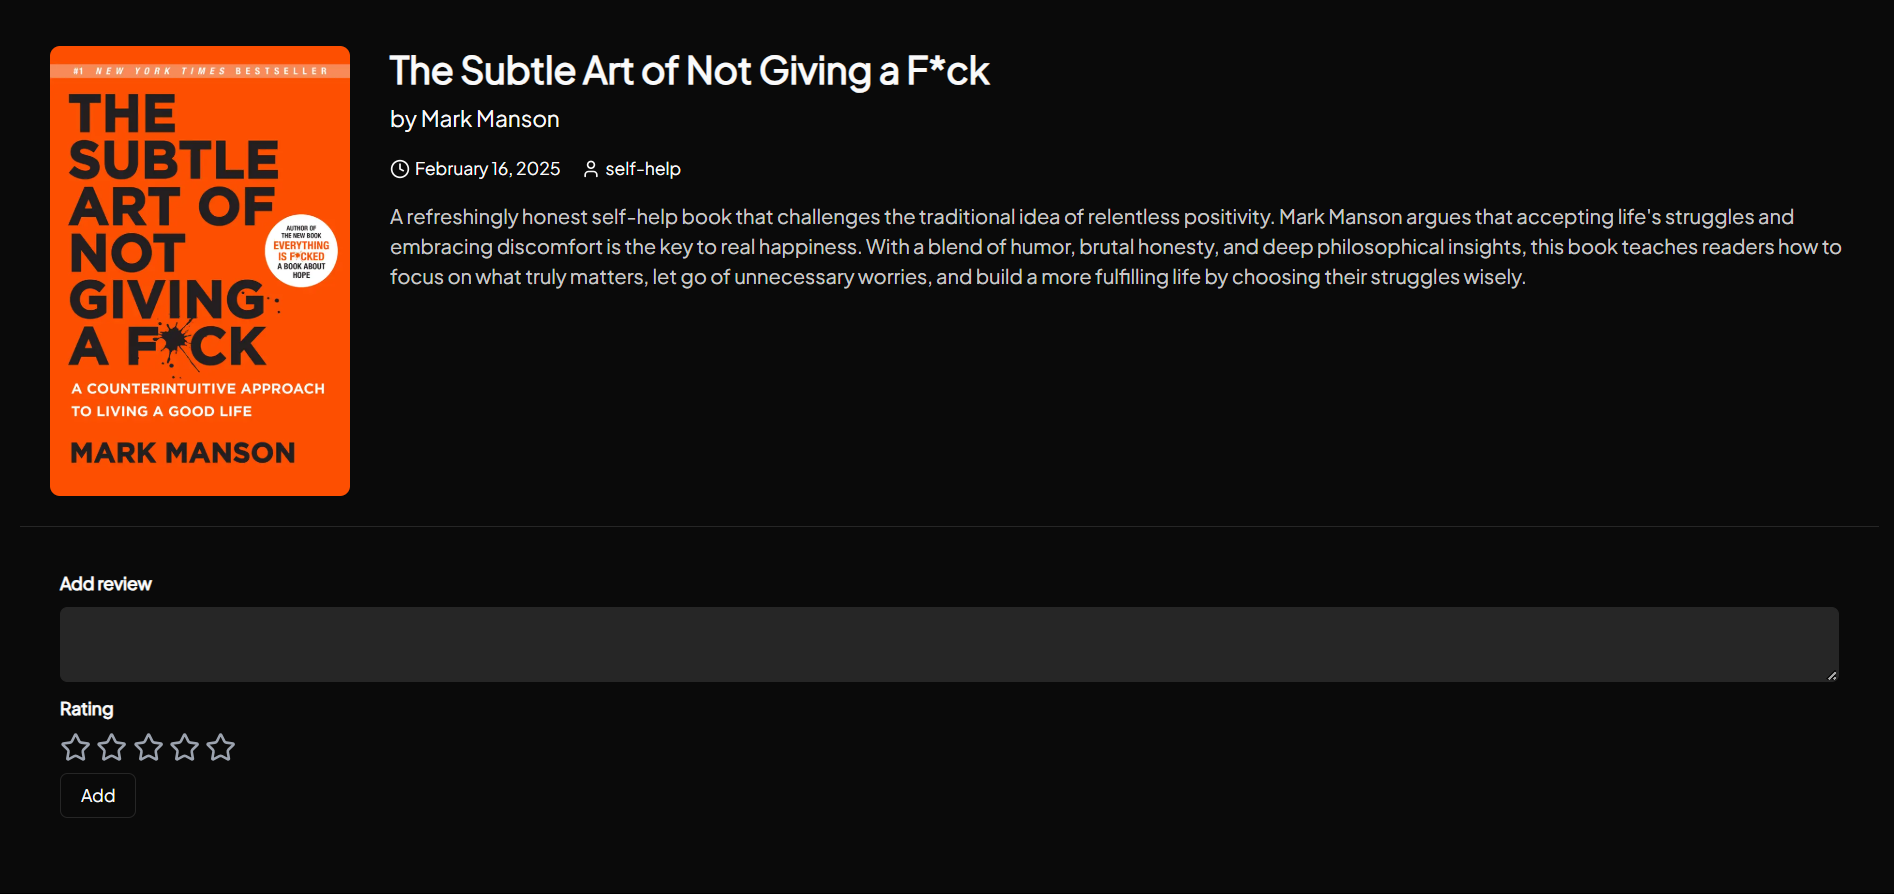 #1 NEW YORK TIMES BESTSELLER
THE
SUBTLE
ART OF
NOT
GIVING
A F*CK
AUTHOR OF
THE NEW BOOK
EVERYTHING
IS F*CKED
A BOOK ABOUT
HOPE
A COUNTERINTUITIVE APPROACH
TO LIVING A GOOD LIFE
MARK MANSON
The Subtle Art of Not Giving a F*ck
by Mark Manson
February 16, 2025 self-help
A refreshingly honest self-help book that challenges the traditional idea of relentless positivity. Mark Manson argues that accepting life's struggles and
embracing discomfort is the key to real happiness. With a blend of humor, brutal honesty, and deep philosophical insights, this book teaches readers how to
focus on what truly matters, let go of unnecessary worries, and build a more fulfilling life by choosing their struggles wisely.
Add review
Rating
Add